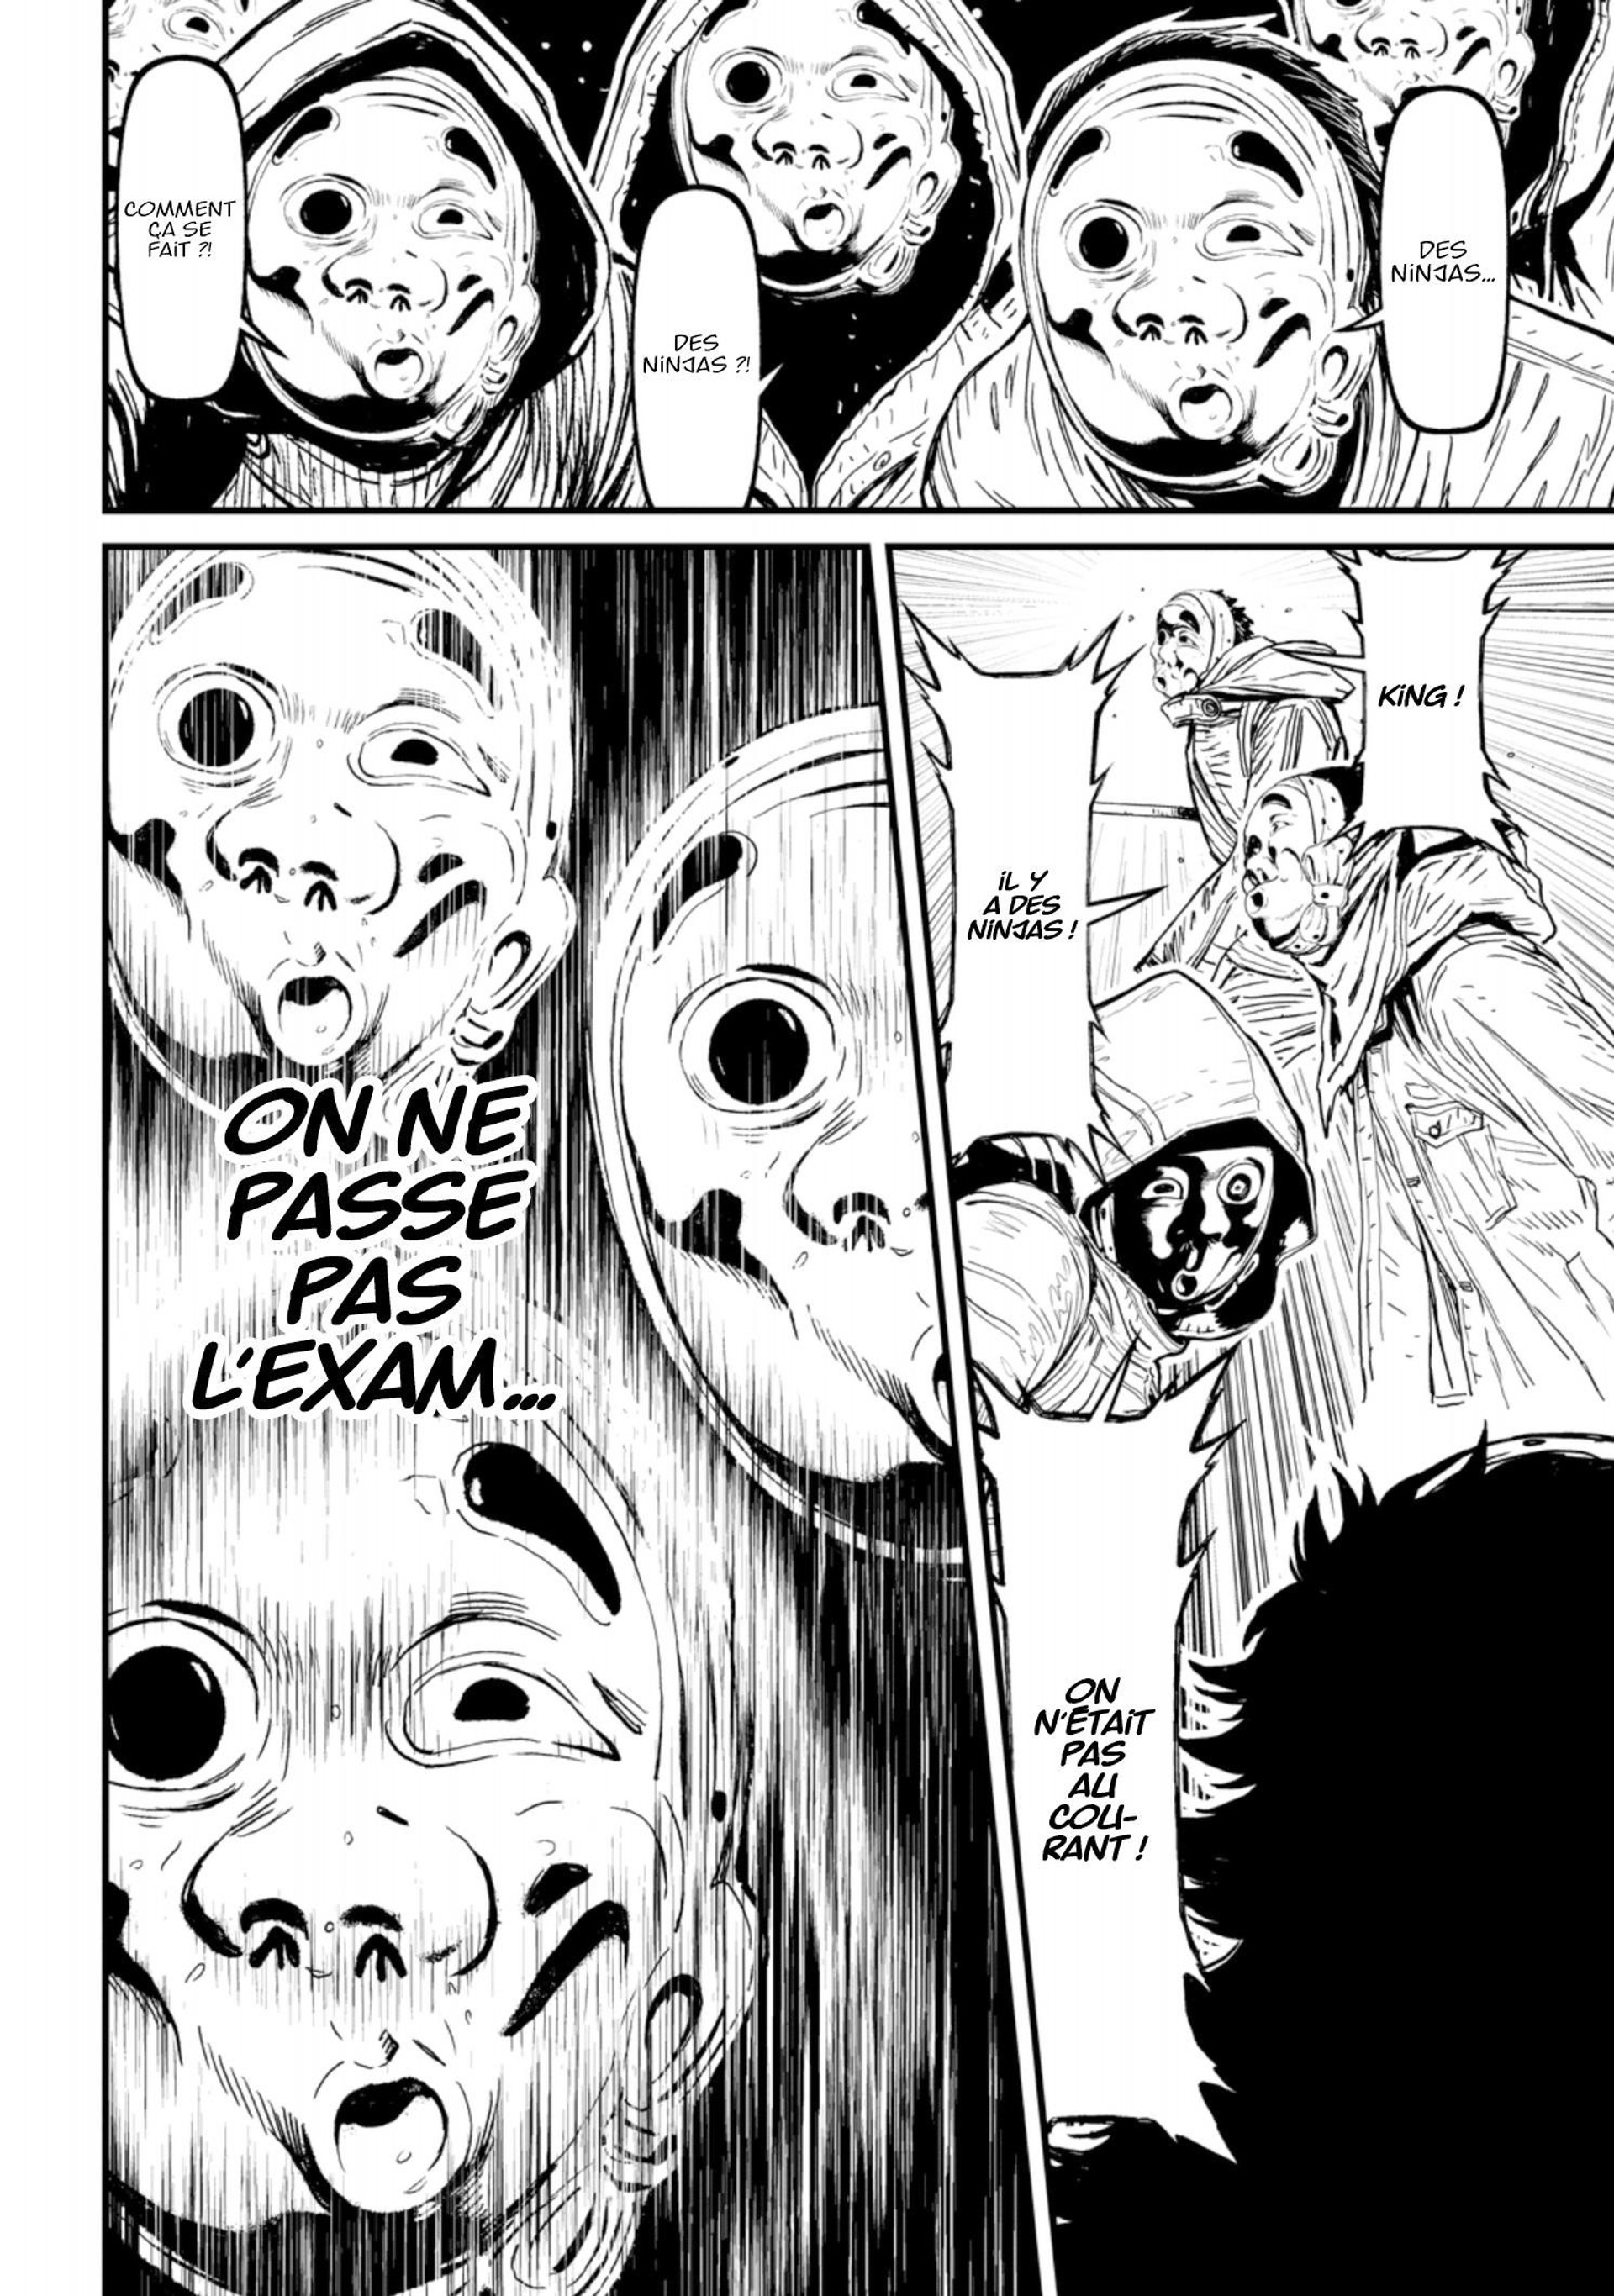 DES
NiNJAS...
DES
NiNJAS ?!
COMMENT
ÇA SE
FAiT ?!
KiNG !
iL Y
A DES
NiNJAS !
ON
N'ÉTAiT
PAS
AU
COU-
RANT !
ON NE
PASSE
PAS
L'EXAM...